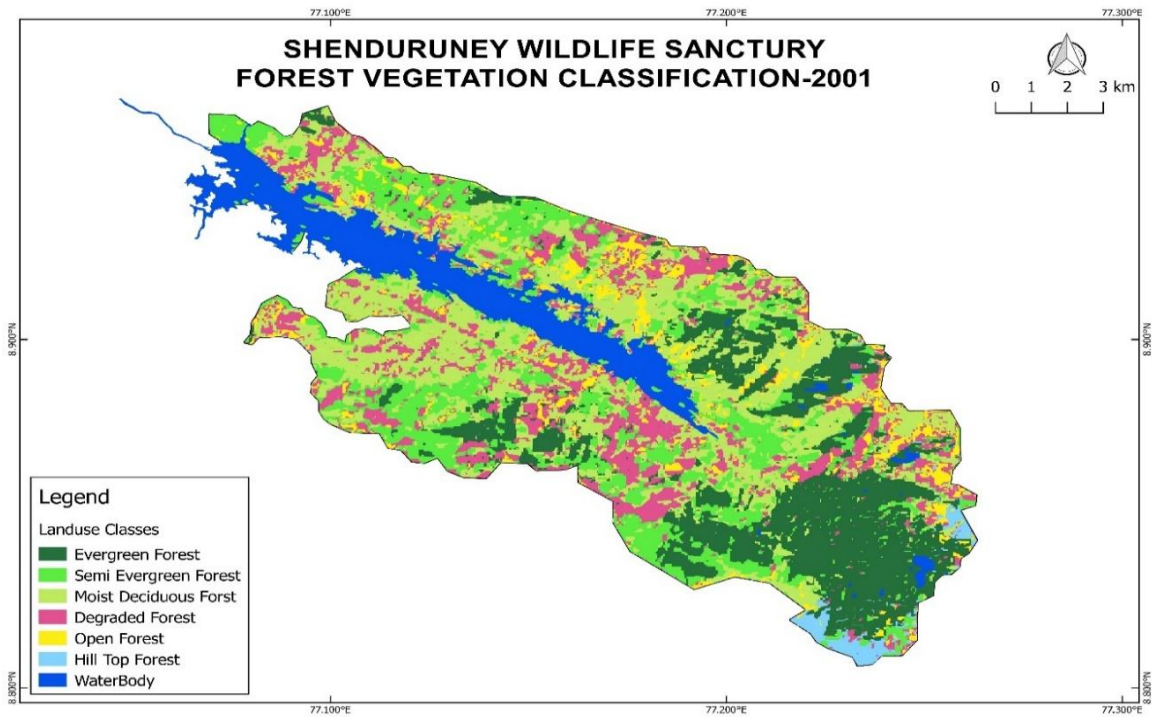 77.100°E 77.200°E 77.300°E
SHENDURUNEY WILDLIFE SANCTURY
FOREST VEGETATION CLASSIFICATION-2001
0 1 2 3 km
8.900°N 8.900°N
Legend
Landuse Classes
Evergreen Forest
Semi Evergreen Forest
Moist Deciduous Forst
Degraded Forest
Open Forest
Hill Top Forest
WaterBody
8.800°N 8.800°N
77.100°E 77.200°E 77.300°E